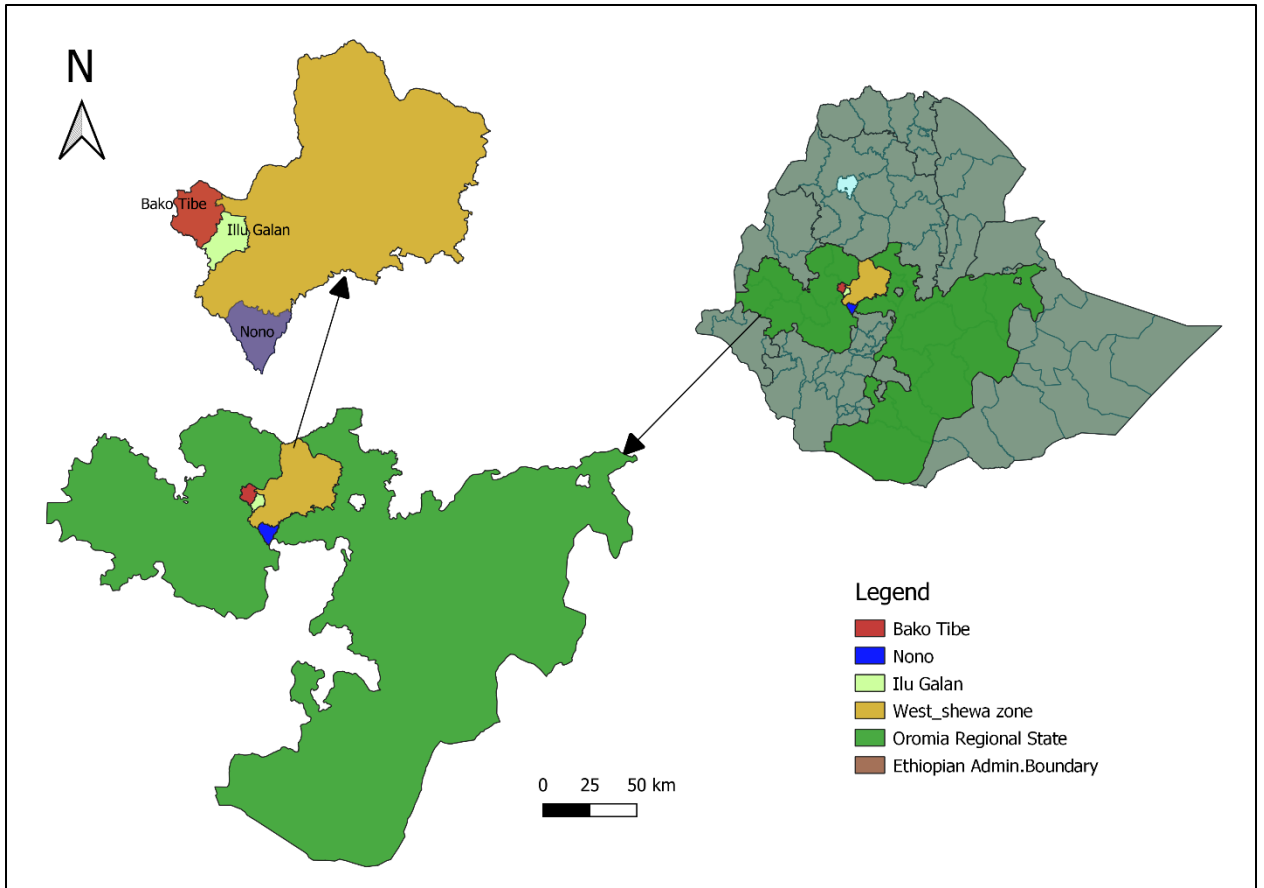 N
Bako Tibe
Illu Galan
Nono
Legend
Bako Tibe
Nono
Ilu Galan
West_shewa zone
Oromia Regional State
Ethiopian Admin.Boundary
0 25 50 km